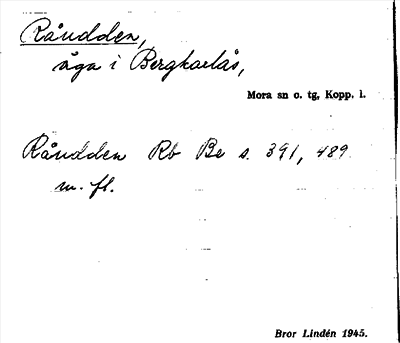 Råudden,
äga i Bergkarlås,
Mora sn o. tg, Kopp. l.
Råudden Rb Be s. 391, 489
m. fl.
Bror Lindén 1945.